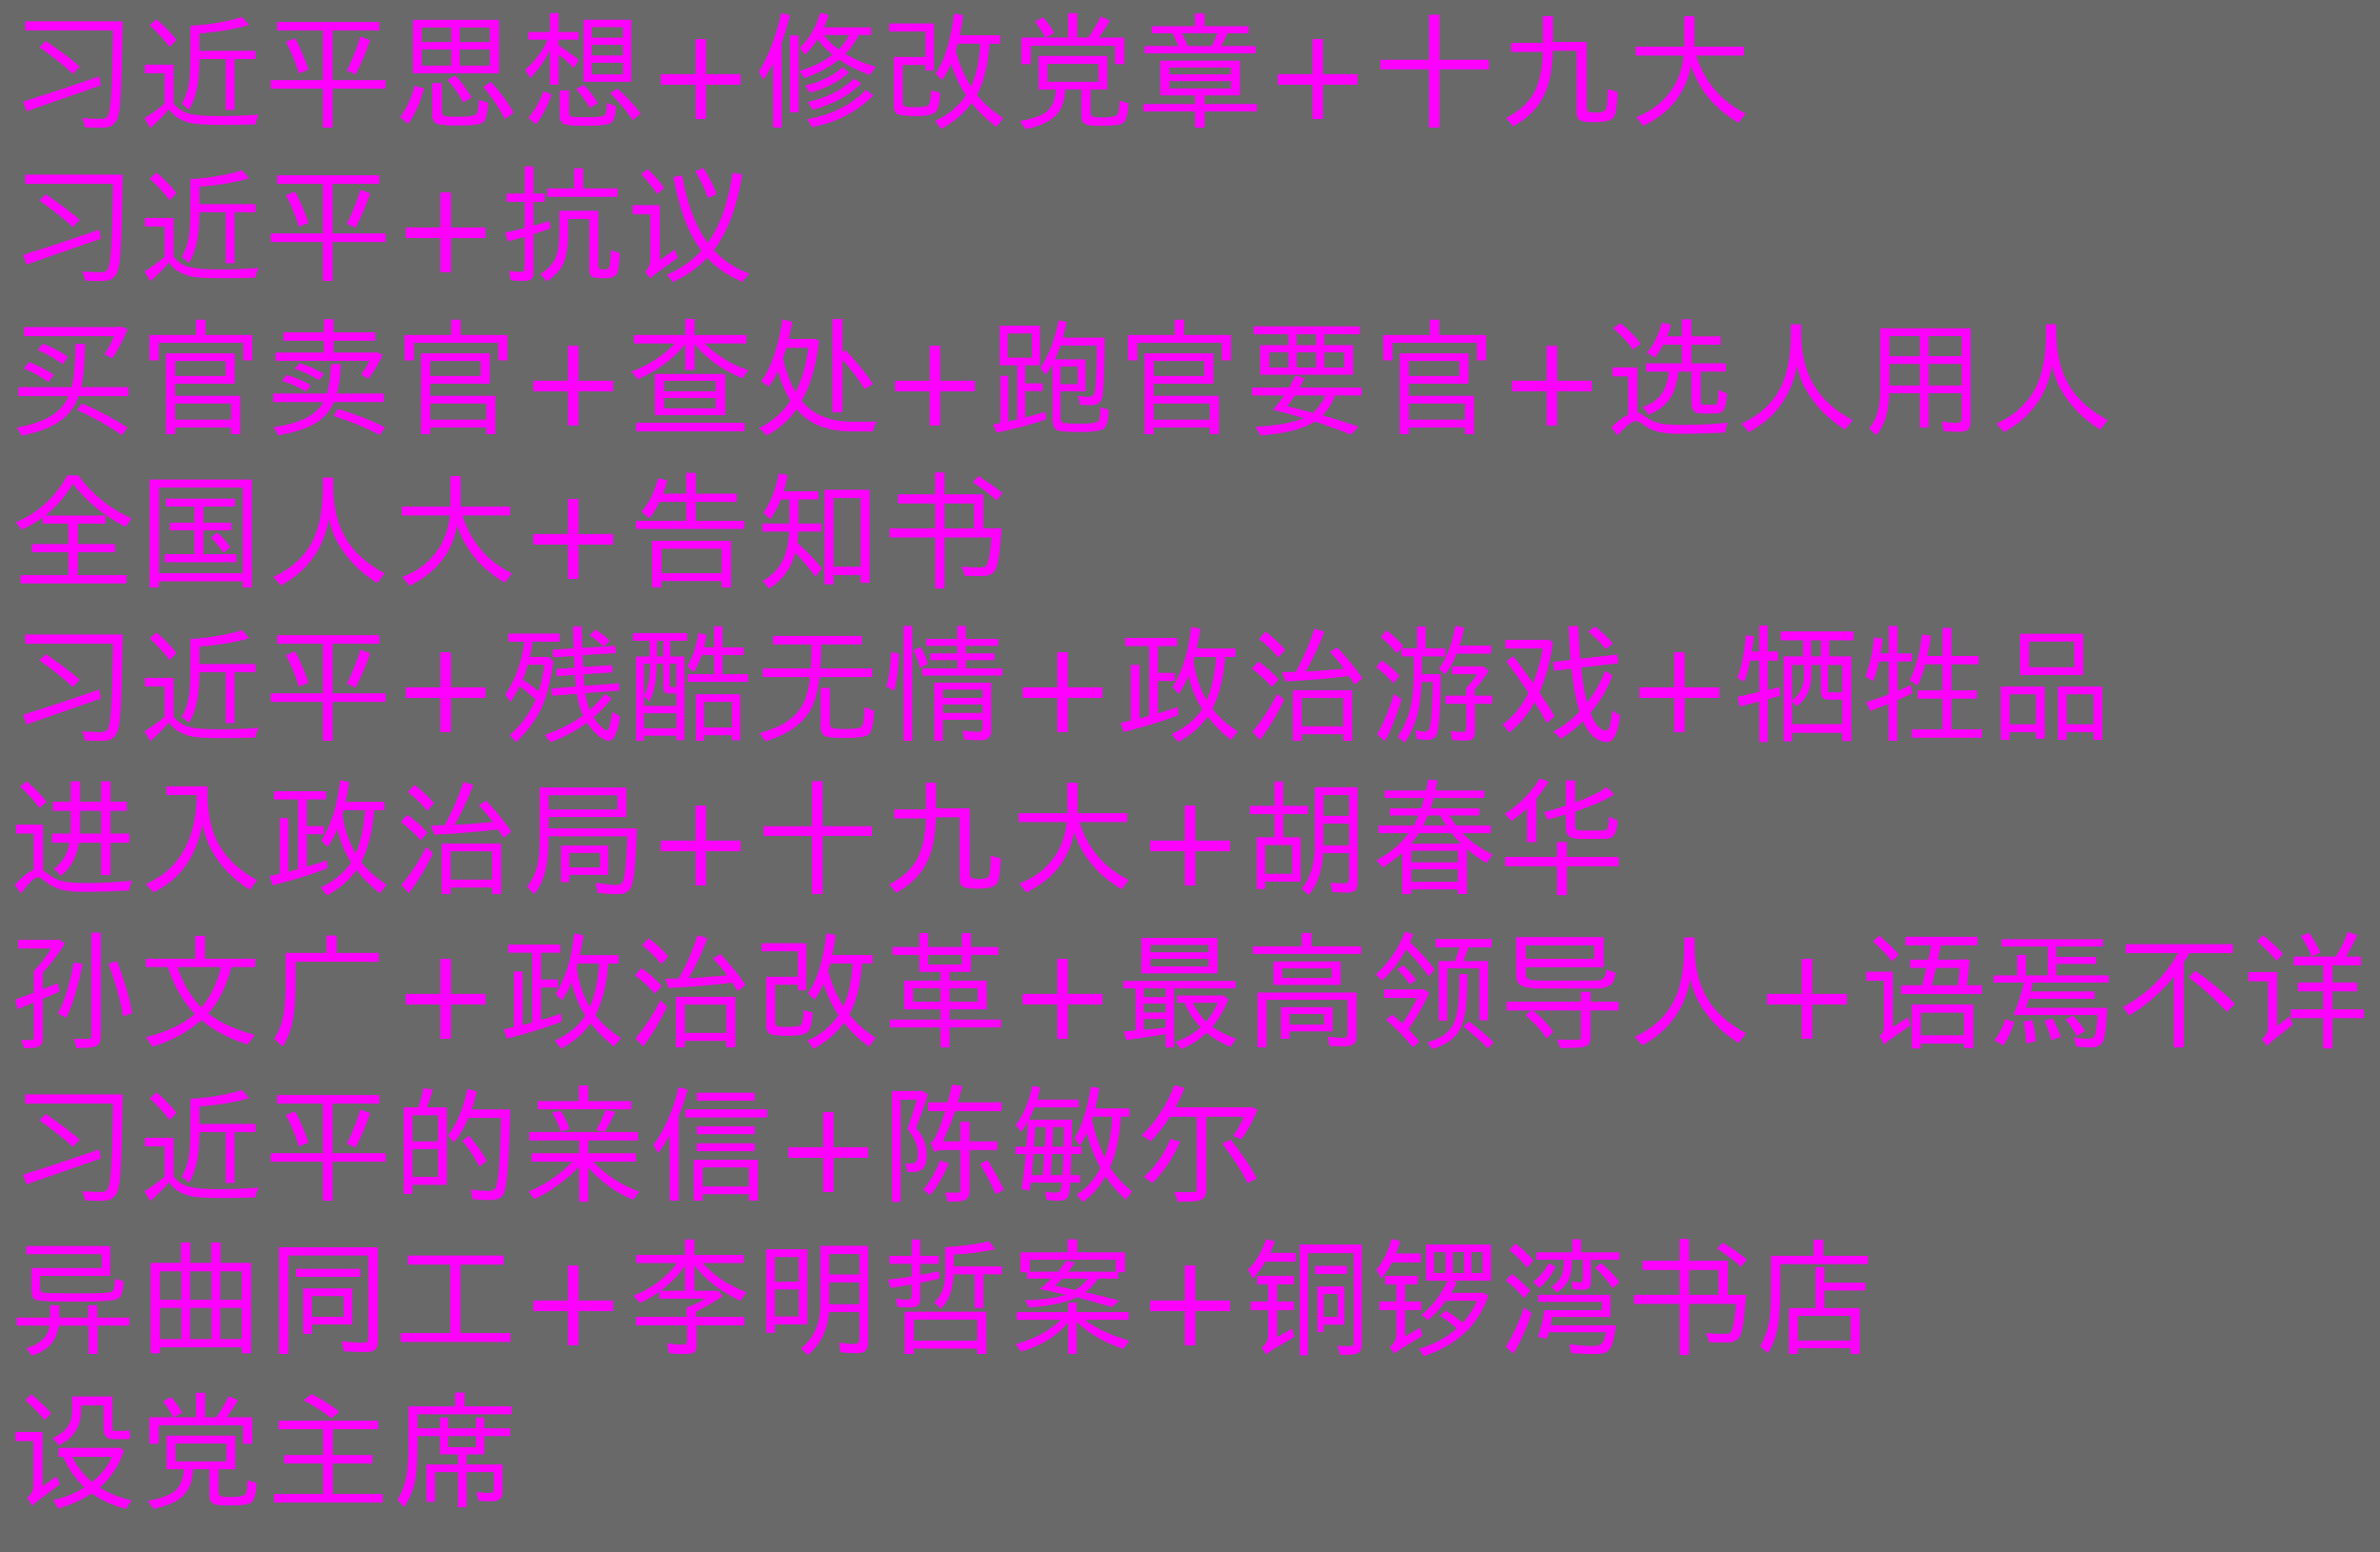 习近平思想+修改党章+十九大
习近平+抗议
买官卖官+查处+跑官要官+选人用人
全国人大+告知书
习近平+残酷无情+政治游戏+牺牲品
进入政治局+十九大+胡春华
孙文广+政治改革+最高领导人+语焉不详
习近平的亲信+陈敏尔
异曲同工+李明哲案+铜锣湾书店
设党主席